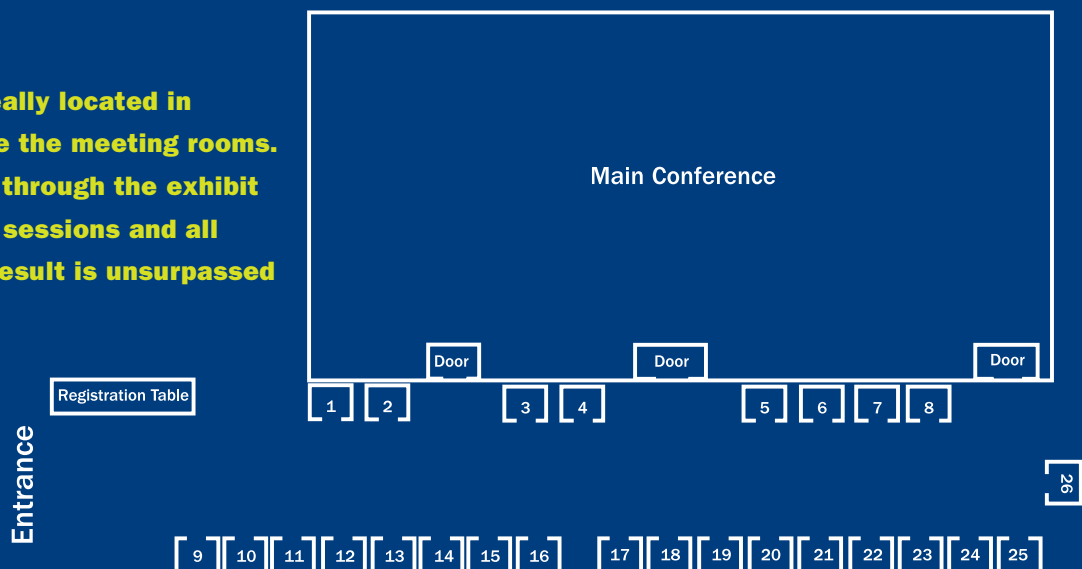 ally located in
the meeting rooms.
through the exhibit
sessions and all
esult is unsurpassed
Main Conference
Door
Door
Door
Registration Table
1
2
3
4
5
6
7
8
Entrance
26
9
10
11
12
13
14
15
16
17
18
19
20
21
22
23
24
25